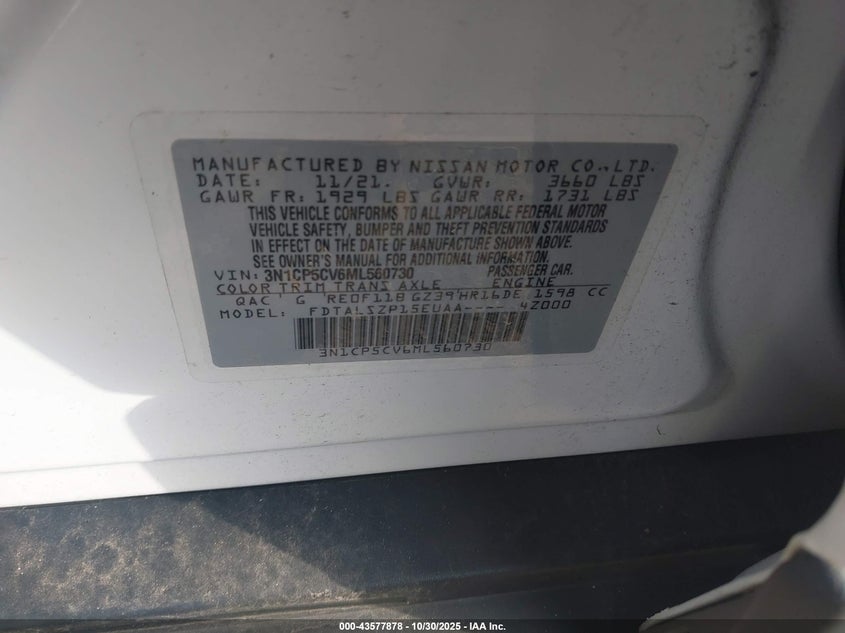 MANUFACTURED BY NISSAN MOTOR CO.,LTD.
DATE: 11/21. GVWR: 3660 LBS
GAWR FR: 1929 LBS GAWR RR: 1731 LBS
THIS VEHICLE CONFORMS TO ALL APPLICABLE FEDERAL MOTOR
VEHICLE SAFETY, BUMPER AND THEFT PREVENTION STANDARDS
IN EFFECT ON THE DATE OF MANUFACTURE SHOWN ABOVE.
SEE OWNER'S MANUAL FOR ADDITIONAL INFORMATION.
VIN: 3N1CP5CV6ML560730 PASSENGER CAR.
COLOR TRIM TRANS AXLE ENGINE
QAC G RE0F11B GZ39 HR16DE 1598 CC
MODEL: FDTALSZP15EUAA---- 4Z000
3N1CP5CV6ML560730
000-43577878 - 10/30/2025 - IAA Inc.